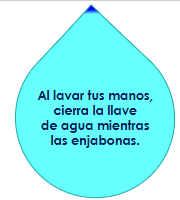 Al lavar tus manos,
cierra la llave
de agua mientras
las enjabonas.